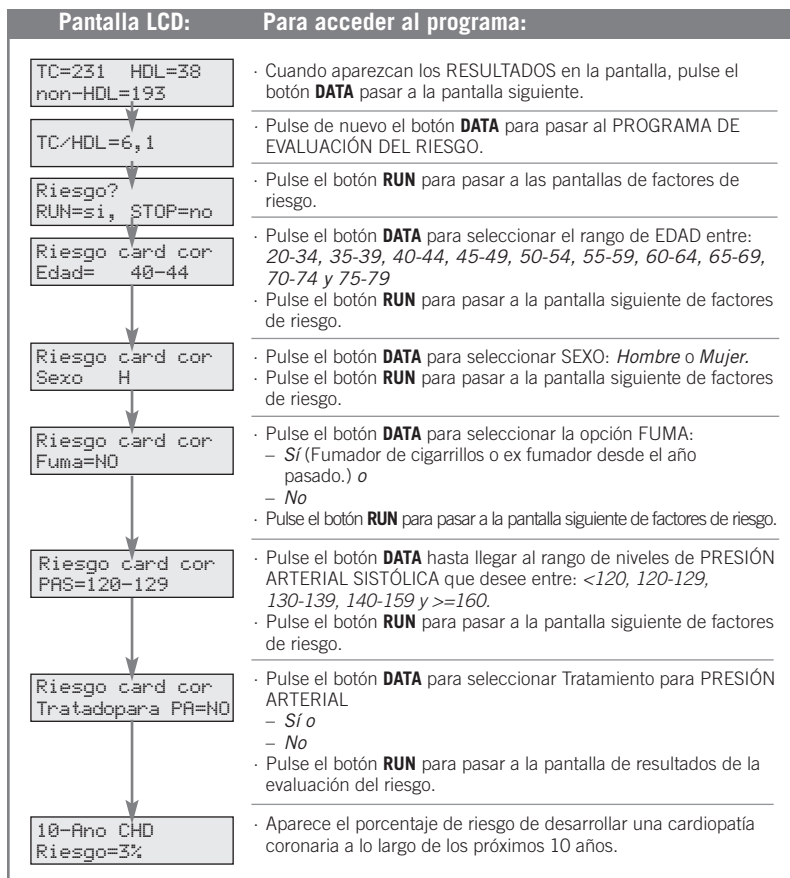 Pantalla LCD: Para acceder al programa:
TC=231 HDL=38
non-HDL=193
· Cuando aparezcan los RESULTADOS en la pantalla, pulse el
botón DATA pasar a la pantalla siguiente.
TC/HDL=6,1
· Pulse de nuevo el botón DATA para pasar al PROGRAMA DE
EVALUACIÓN DEL RIESGO.
Riesgo?
RUN=si, STOP=no
· Pulse el botón RUN para pasar a las pantallas de factores de
riesgo.
Riesgo card con
Edad= 40-44
· Pulse el botón DATA para seleccionar el rango de EDAD entre:
20-34, 35-39, 40-44, 45-49, 50-54, 55-59, 60-64, 65-69,
70-74 y 75-79
· Pulse el botón RUN para pasar a la pantalla siguiente de factores
de riesgo.
Riesgo card con
Sexo H
· Pulse el botón DATA para seleccionar SEXO: Hombre o Mujer.
· Pulse el botón RUN para pasar a la pantalla siguiente de factores
de riesgo.
Riesgo card con
Fuma=NO
· Pulse el botón DATA para seleccionar la opción FUMA:
– Sí (Fumador de cigarrillos o ex fumador desde el año
pasado.) o
– No
· Pulse el botón RUN para pasar a la pantalla siguiente de factores de riesgo.
Riesgo card con
PAS=120-129
· Pulse el botón DATA hasta llegar al rango de niveles de PRESIÓN
ARTERIAL SISTÓLICA que desee entre: <120, 120-129,
130-139, 140-159 y >=160.
· Pulse el botón RUN para pasar a la pantalla siguiente de factores
de riesgo.
Riesgo card con
Tratadopara PA=NO
· Pulse el botón DATA para seleccionar Tratamiento para PRESIÓN
ARTERIAL
– Sí o
– No
· Pulse el botón RUN para pasar a la pantalla de resultados de la
evaluación del riesgo.
10-Ano CHD
Riesgo=3%
· Aparece el porcentaje de riesgo de desarrollar una cardiopatía
coronaria a lo largo de los próximos 10 años.